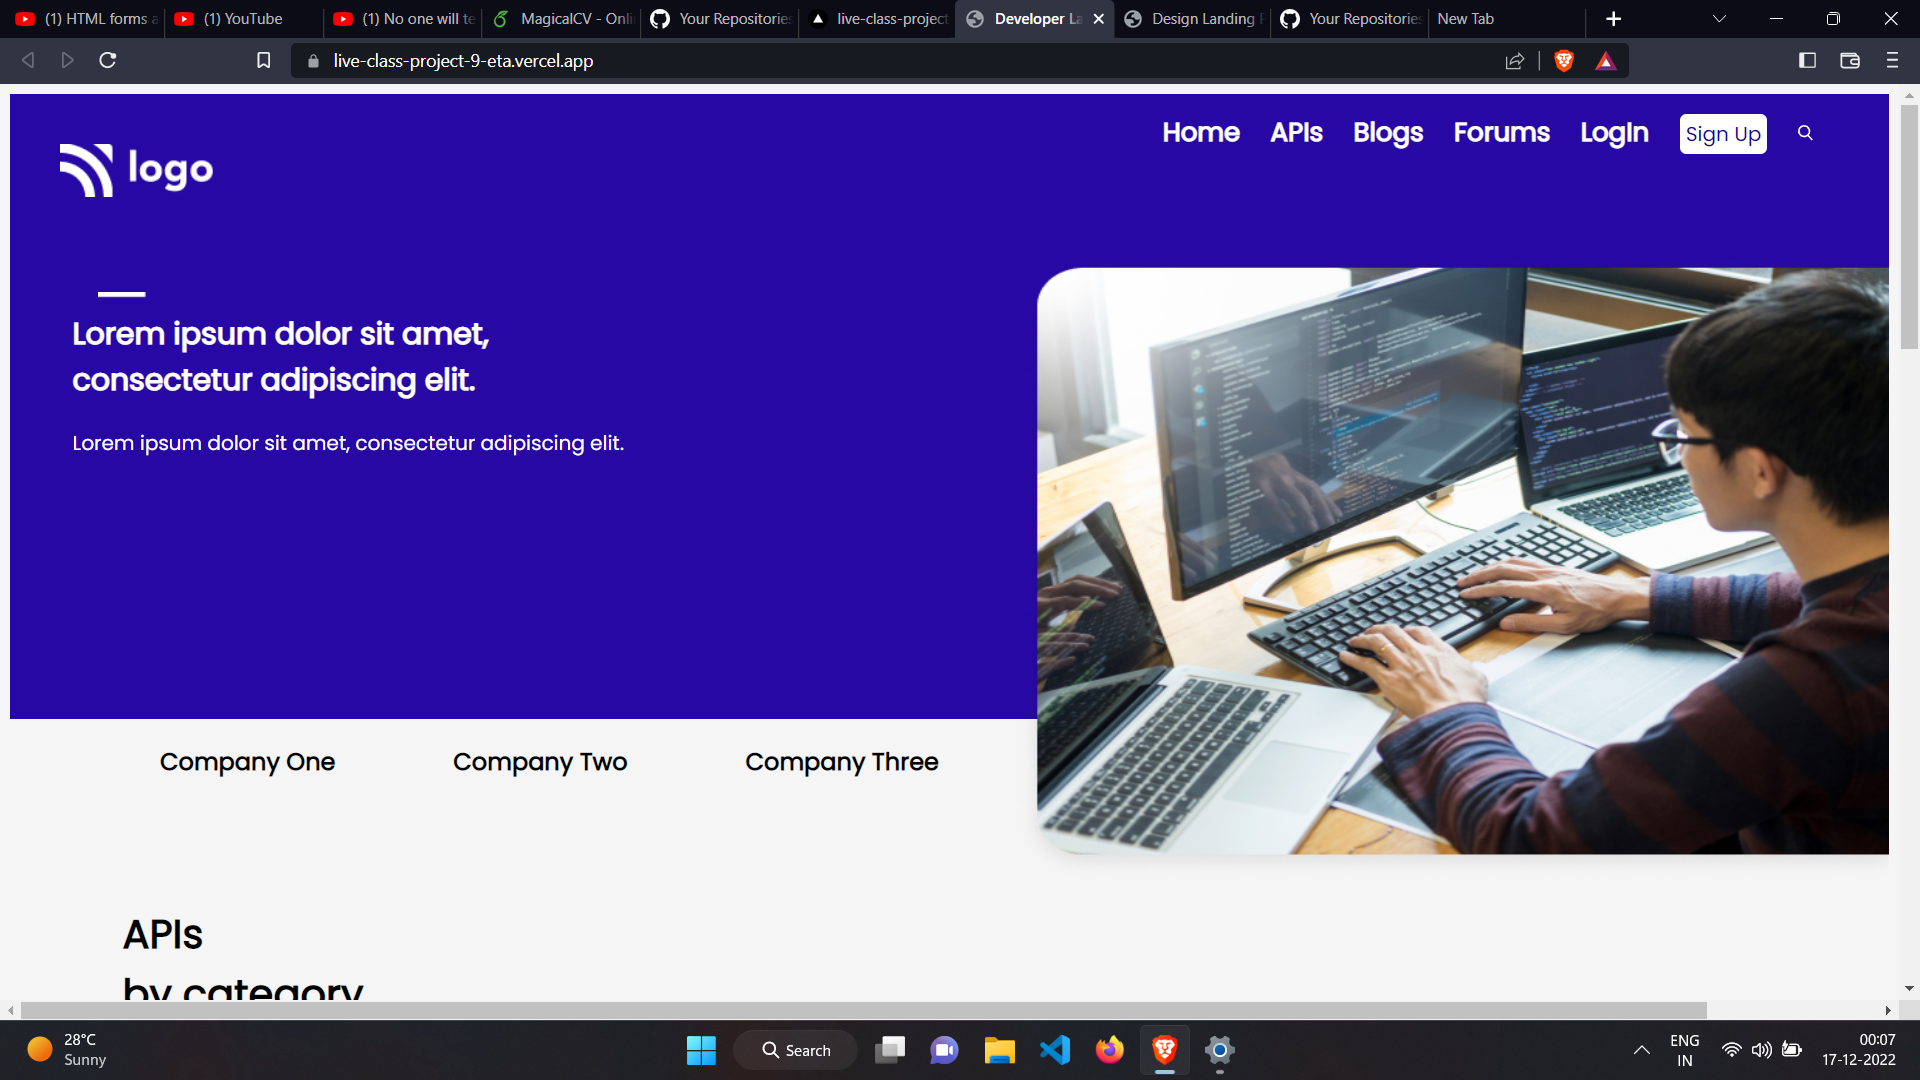 (1) HTML forms a
(1) YouTube
(1) No one will te
MagicalCV - Onli
Your Repositories
live-class-project
Developer La
Design Landing P
Your Repositories
New Tab
live-class-project-9-eta.vercel.app
logo
Home APIs Blogs Forums LogIn Sign Up
Lorem ipsum dolor sit amet,
consectetur adipiscing elit.
Lorem ipsum dolor sit amet, consectetur adipiscing elit.
Company One Company Two Company Three
APIs
by category
28°C
Sunny
Search
ENG
IN
00:07
17-12-2022